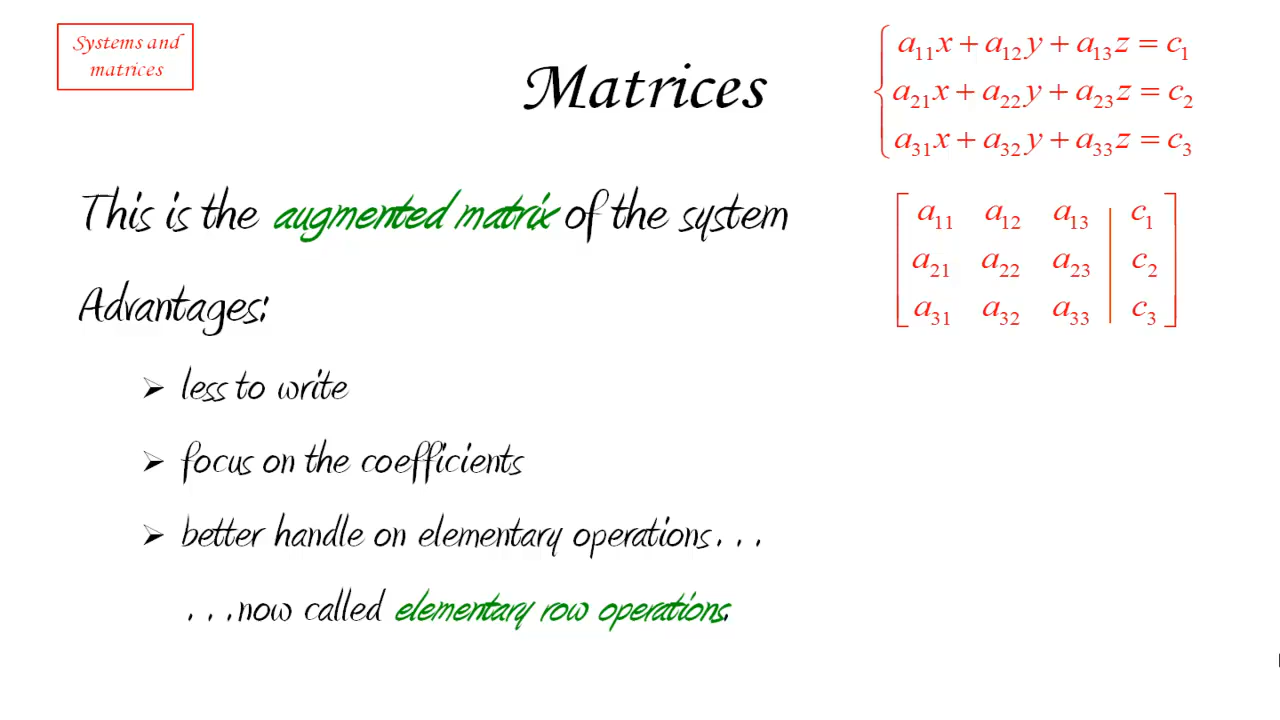 Systems and
matrices
Matrices
a₁₁x + a₁₂y + a₁₃z = c₁
a₂₁x + a₂₂y + a₂₃z = c₂
a₃₁x + a₃₂y + a₃₃z = c₃
This is the augmented matrix of the system
a₁₁ a₁₂ a₁₃ | c₁
a₂₁ a₂₂ a₂₃ | c₂
a₃₁ a₃₂ a₃₃ | c₃
Advantages:
➢ less to write
➢ focus on the coefficients
➢ better handle on elementary operations...
...now called elementary row operations.